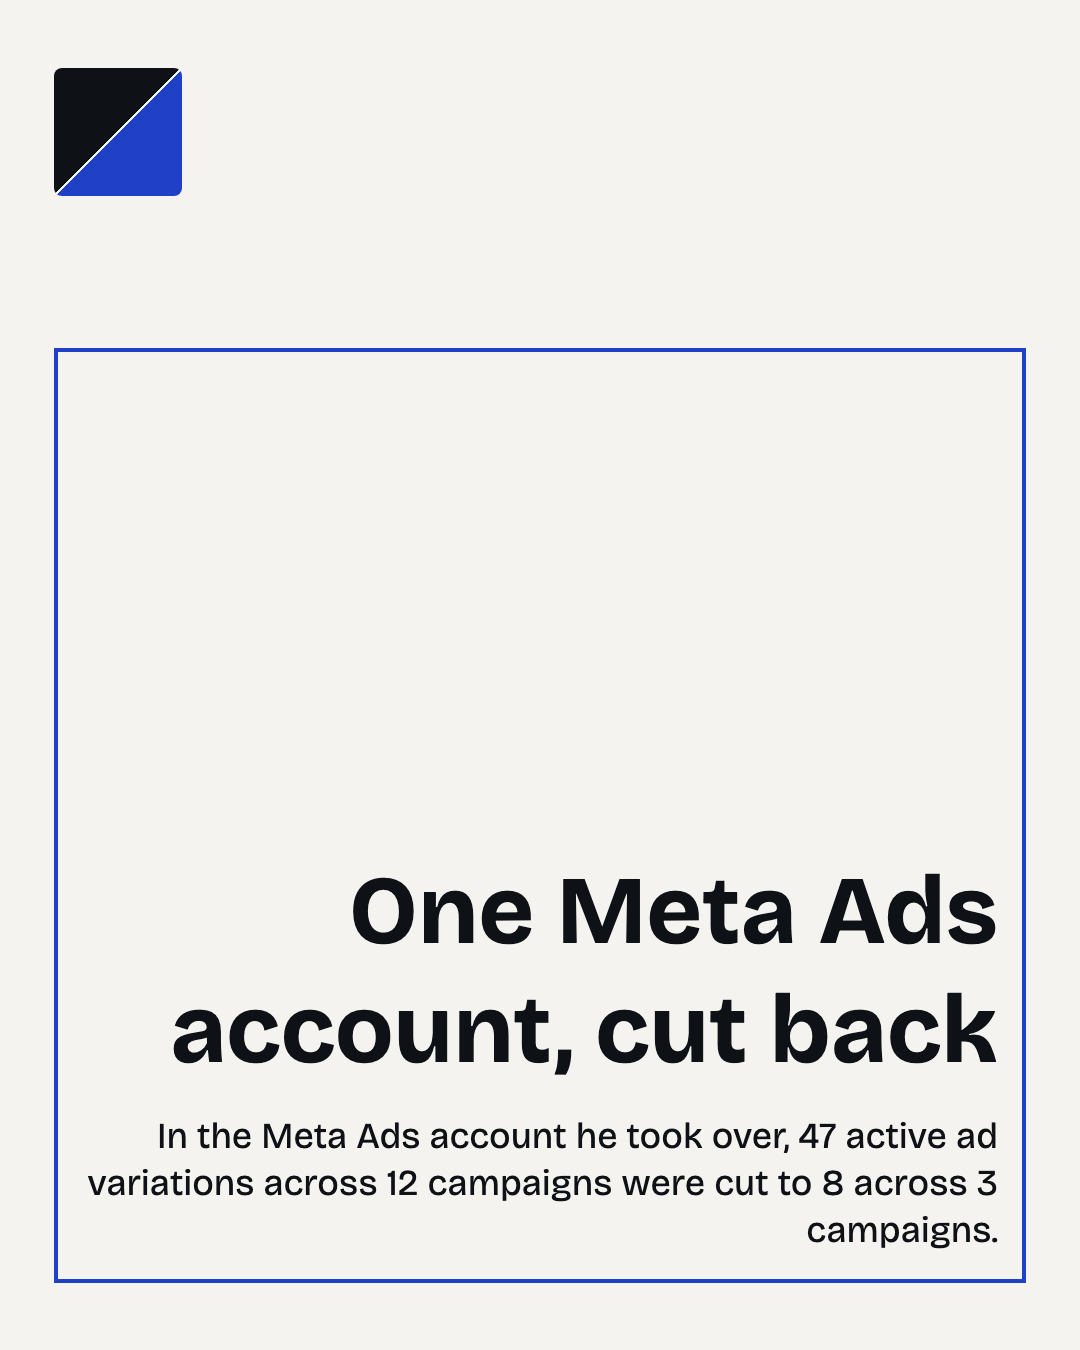 One Meta Ads
account, cut back
In the Meta Ads account he took over, 47 active ad
variations across 12 campaigns were cut to 8 across 3
campaigns.